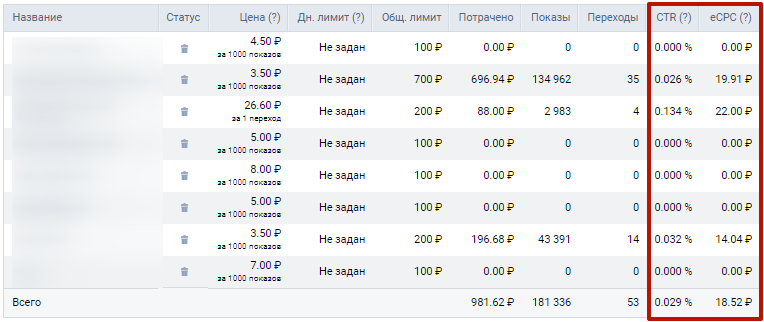 Название Статус Цена (?) Дн. лимит (?) Общ. лимит Потрачено Показы Переходы CTR (?) eCPC (?)
4.50 ₽ Не задан 100 ₽ 0.00 ₽ 0 0 0.000 % 0.00 ₽
за 1000 показов
3.50 ₽ Не задан 700 ₽ 696.94 ₽ 134 962 35 0.026 % 19.91 ₽
за 1000 показов
26.60 ₽ Не задан 200 ₽ 88.00 ₽ 2 983 4 0.134 % 22.00 ₽
за 1 переход
5.00 ₽ Не задан 100 ₽ 0.00 ₽ 0 0 0.000 % 0.00 ₽
за 1000 показов
8.00 ₽ Не задан 100 ₽ 0.00 ₽ 0 0 0.000 % 0.00 ₽
за 1000 показов
5.00 ₽ Не задан 100 ₽ 0.00 ₽ 0 0 0.000 % 0.00 ₽
за 1000 показов
3.50 ₽ Не задан 200 ₽ 196.68 ₽ 43 391 14 0.032 % 14.04 ₽
за 1000 показов
7.00 ₽ Не задан 100 ₽ 0.00 ₽ 0 0 0.000 % 0.00 ₽
за 1000 показов
Всего 981.62 ₽ 181 336 53 0.029 % 18.52 ₽